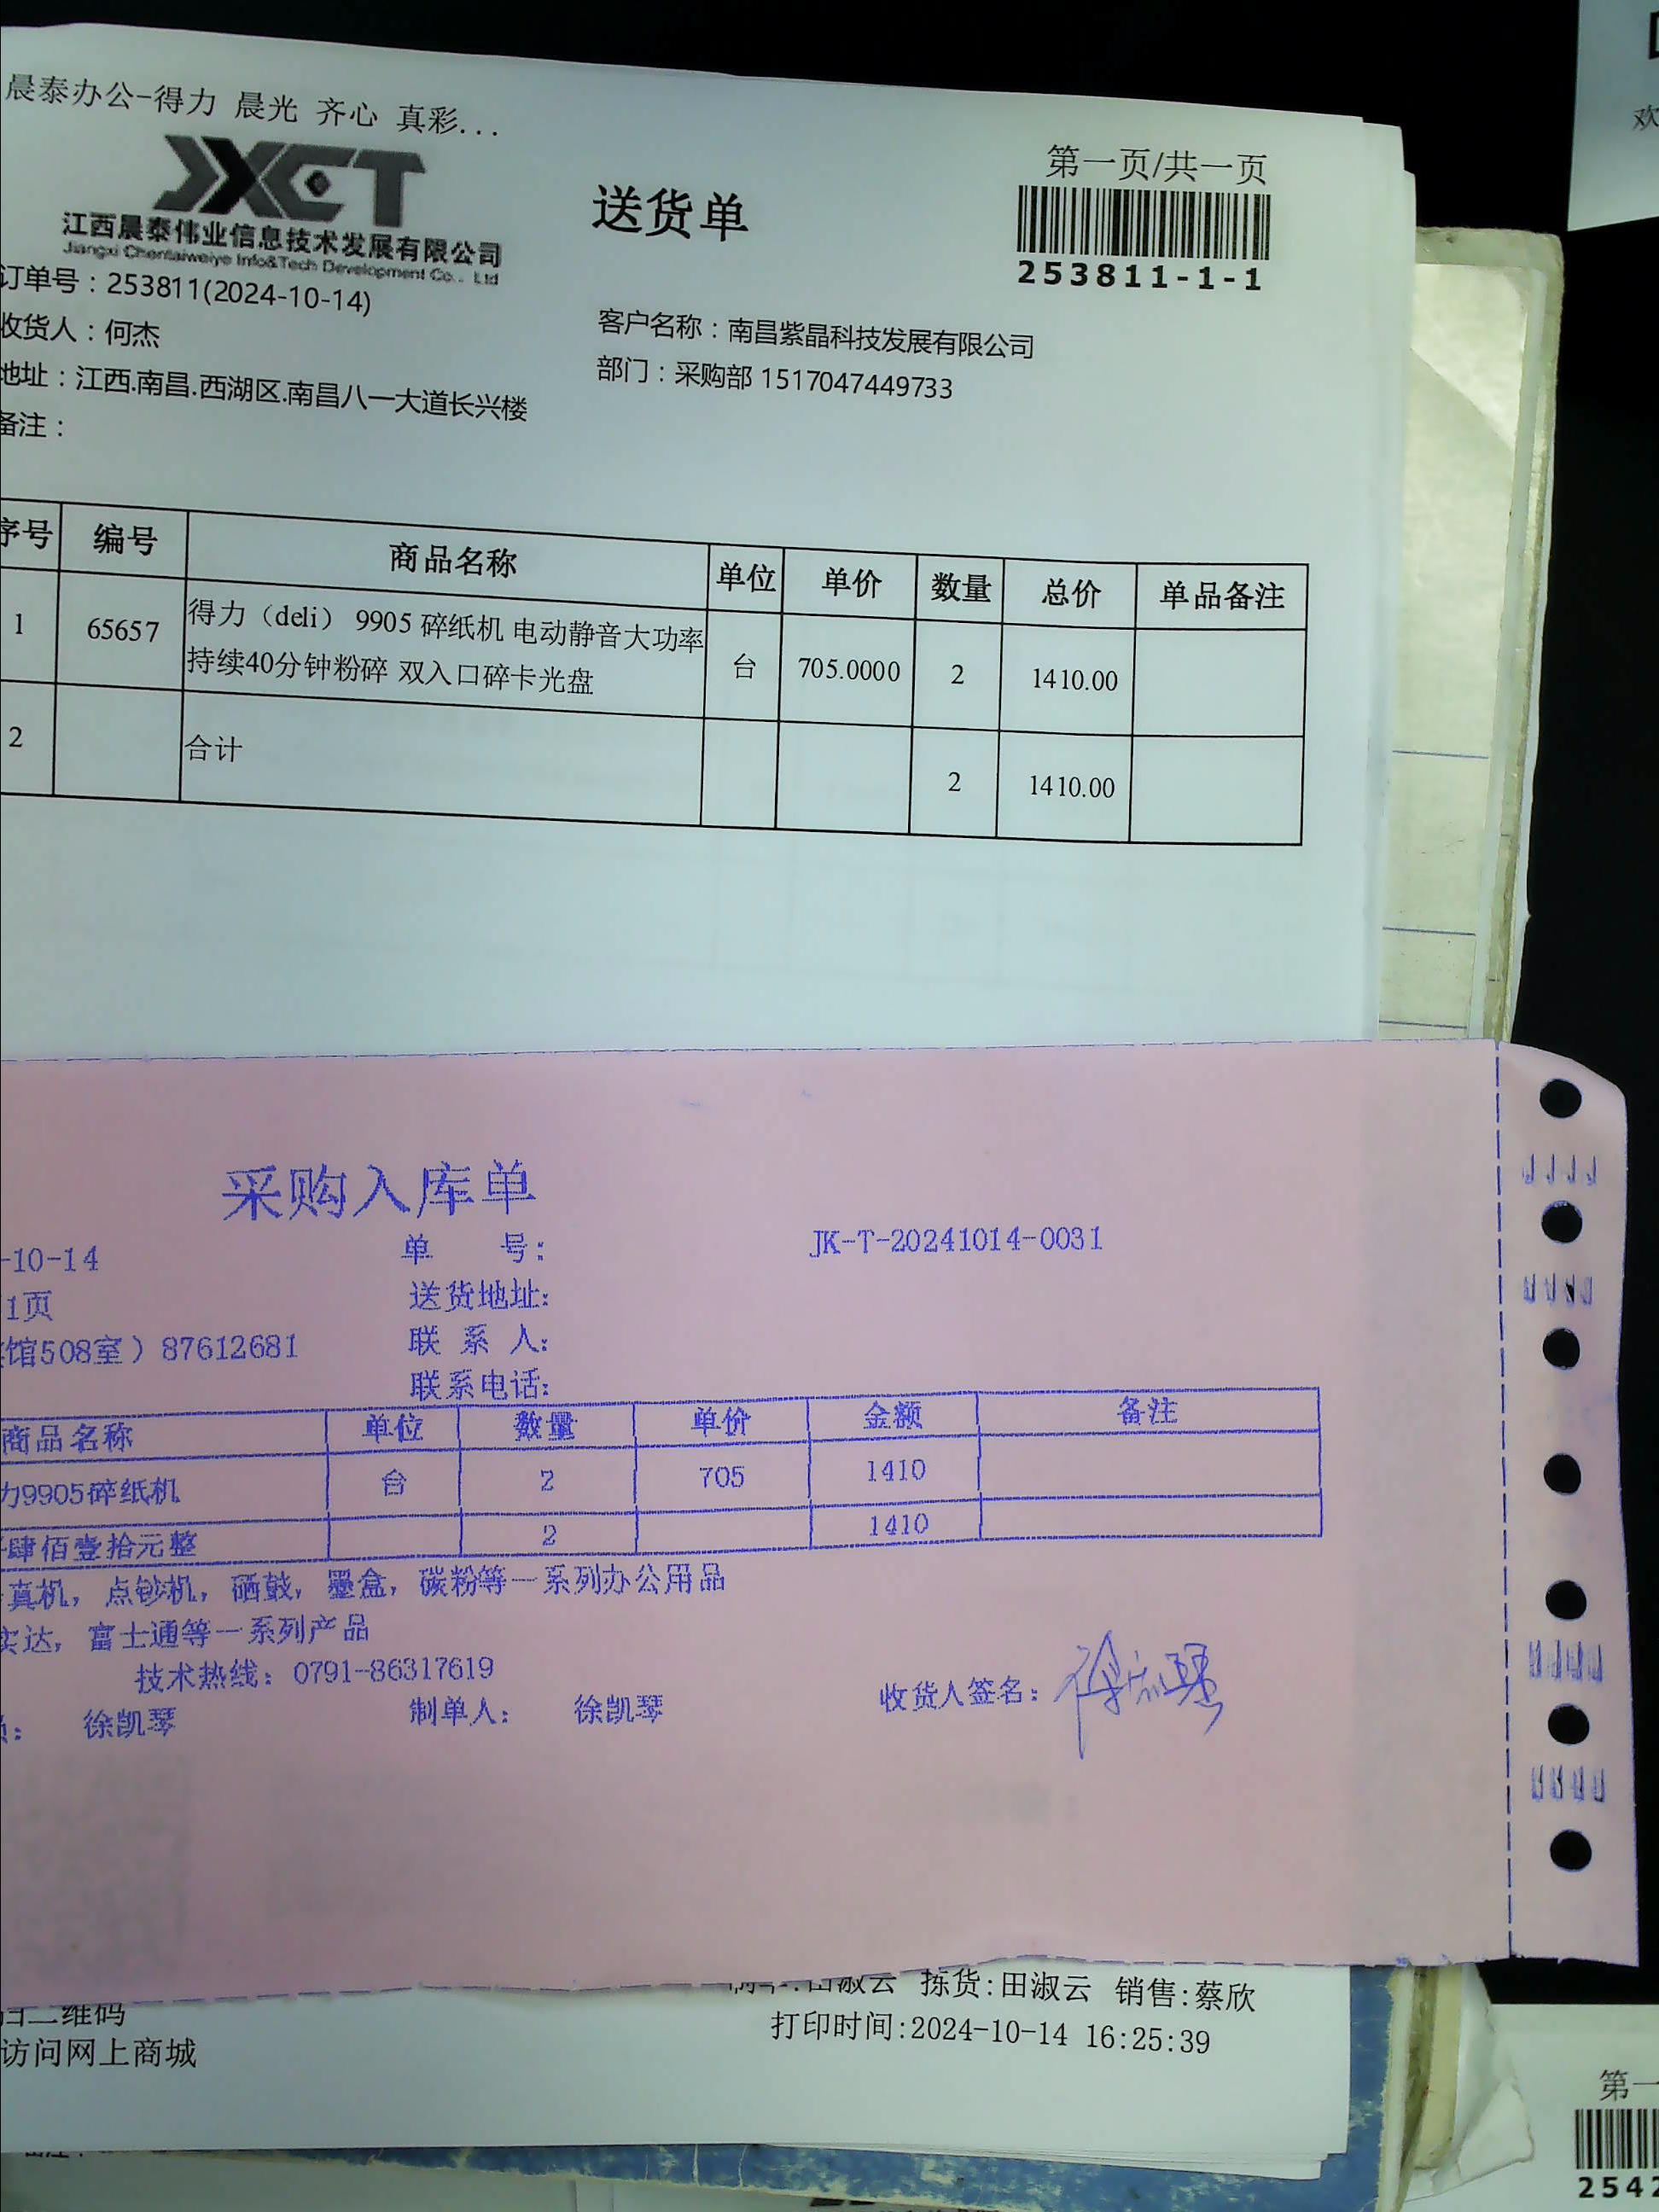 晨泰办公-得力 晨光 齐心 真彩...
JXCT
江西晨泰伟业信息技术发展有限公司
Jiangxi Chentaiweiye Info&Tech Development Co.. Ltd
送货单
第一页/共一页
253811-1-1
欢
订单号：253811(2024-10-14)
收货人：何杰
客户名称：南昌紫晶科技发展有限公司
地址：江西.南昌.西湖区.南昌八一大道长兴楼
部门：采购部 1517047449733
备注：
序号 编号 商品名称 单位 单价 数量 总价 单品备注
1 65657 得力（deli） 9905 碎纸机 电动静音大功率 台 705.0000 2 1410.00
持续40分钟粉碎 双入口碎卡光盘
2 合计 2 1410.00
采购入库单
-10-14 单 号: JK-T-20241014-0031
1页 送货地址:
馆508室）87612681 联 系 人:
联系电话:
商品名称 单位 数量 单价 金额 备注
力9905碎纸机 台 2 705 1410
肆佰壹拾元整 2 1410
真机，点钞机，硒鼓，墨盒，碳粉等一系列办公用品
实达，富士通等一系列产品
技术热线：0791-86317619
员： 徐凯琴 制单人： 徐凯琴 收货人签名：
田淑云 拣货:田淑云 销售:蔡欣
扫二维码
打印时间:2024-10-14 16:25:39
访问网上商城
第一
2542